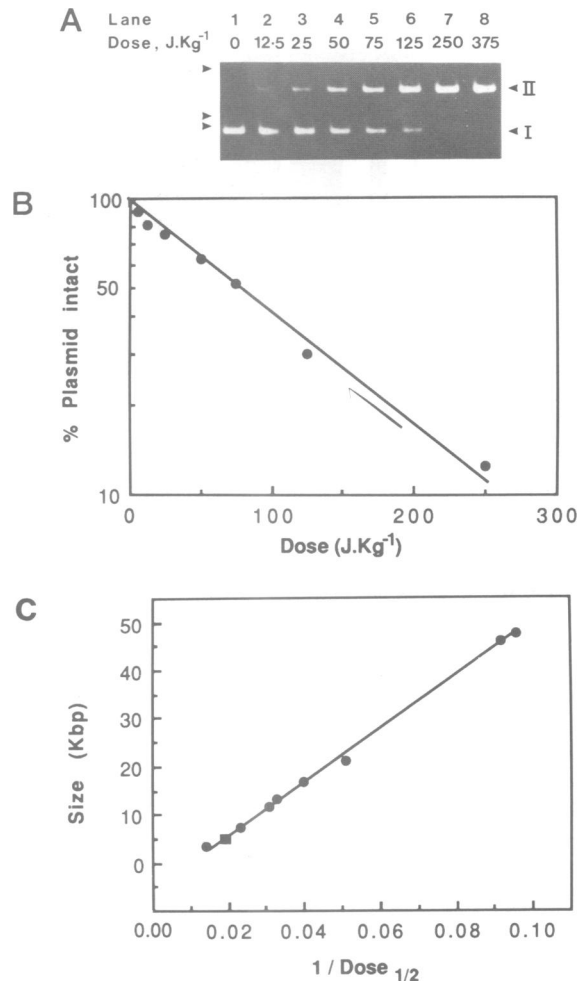 A
Lane 1 2 3 4 5 6 7 8
Dose, J.Kg-1 0 12·5 25 50 75 125 250 375
II
I
B
100
50
10
% Plasmid intact
0 100 200 300
Dose (J.Kg-1)
C
50
40
30
20
10
0
Size (Kbp)
0.00 0.02 0.04 0.06 0.08 0.10
1 / Dose 1/2